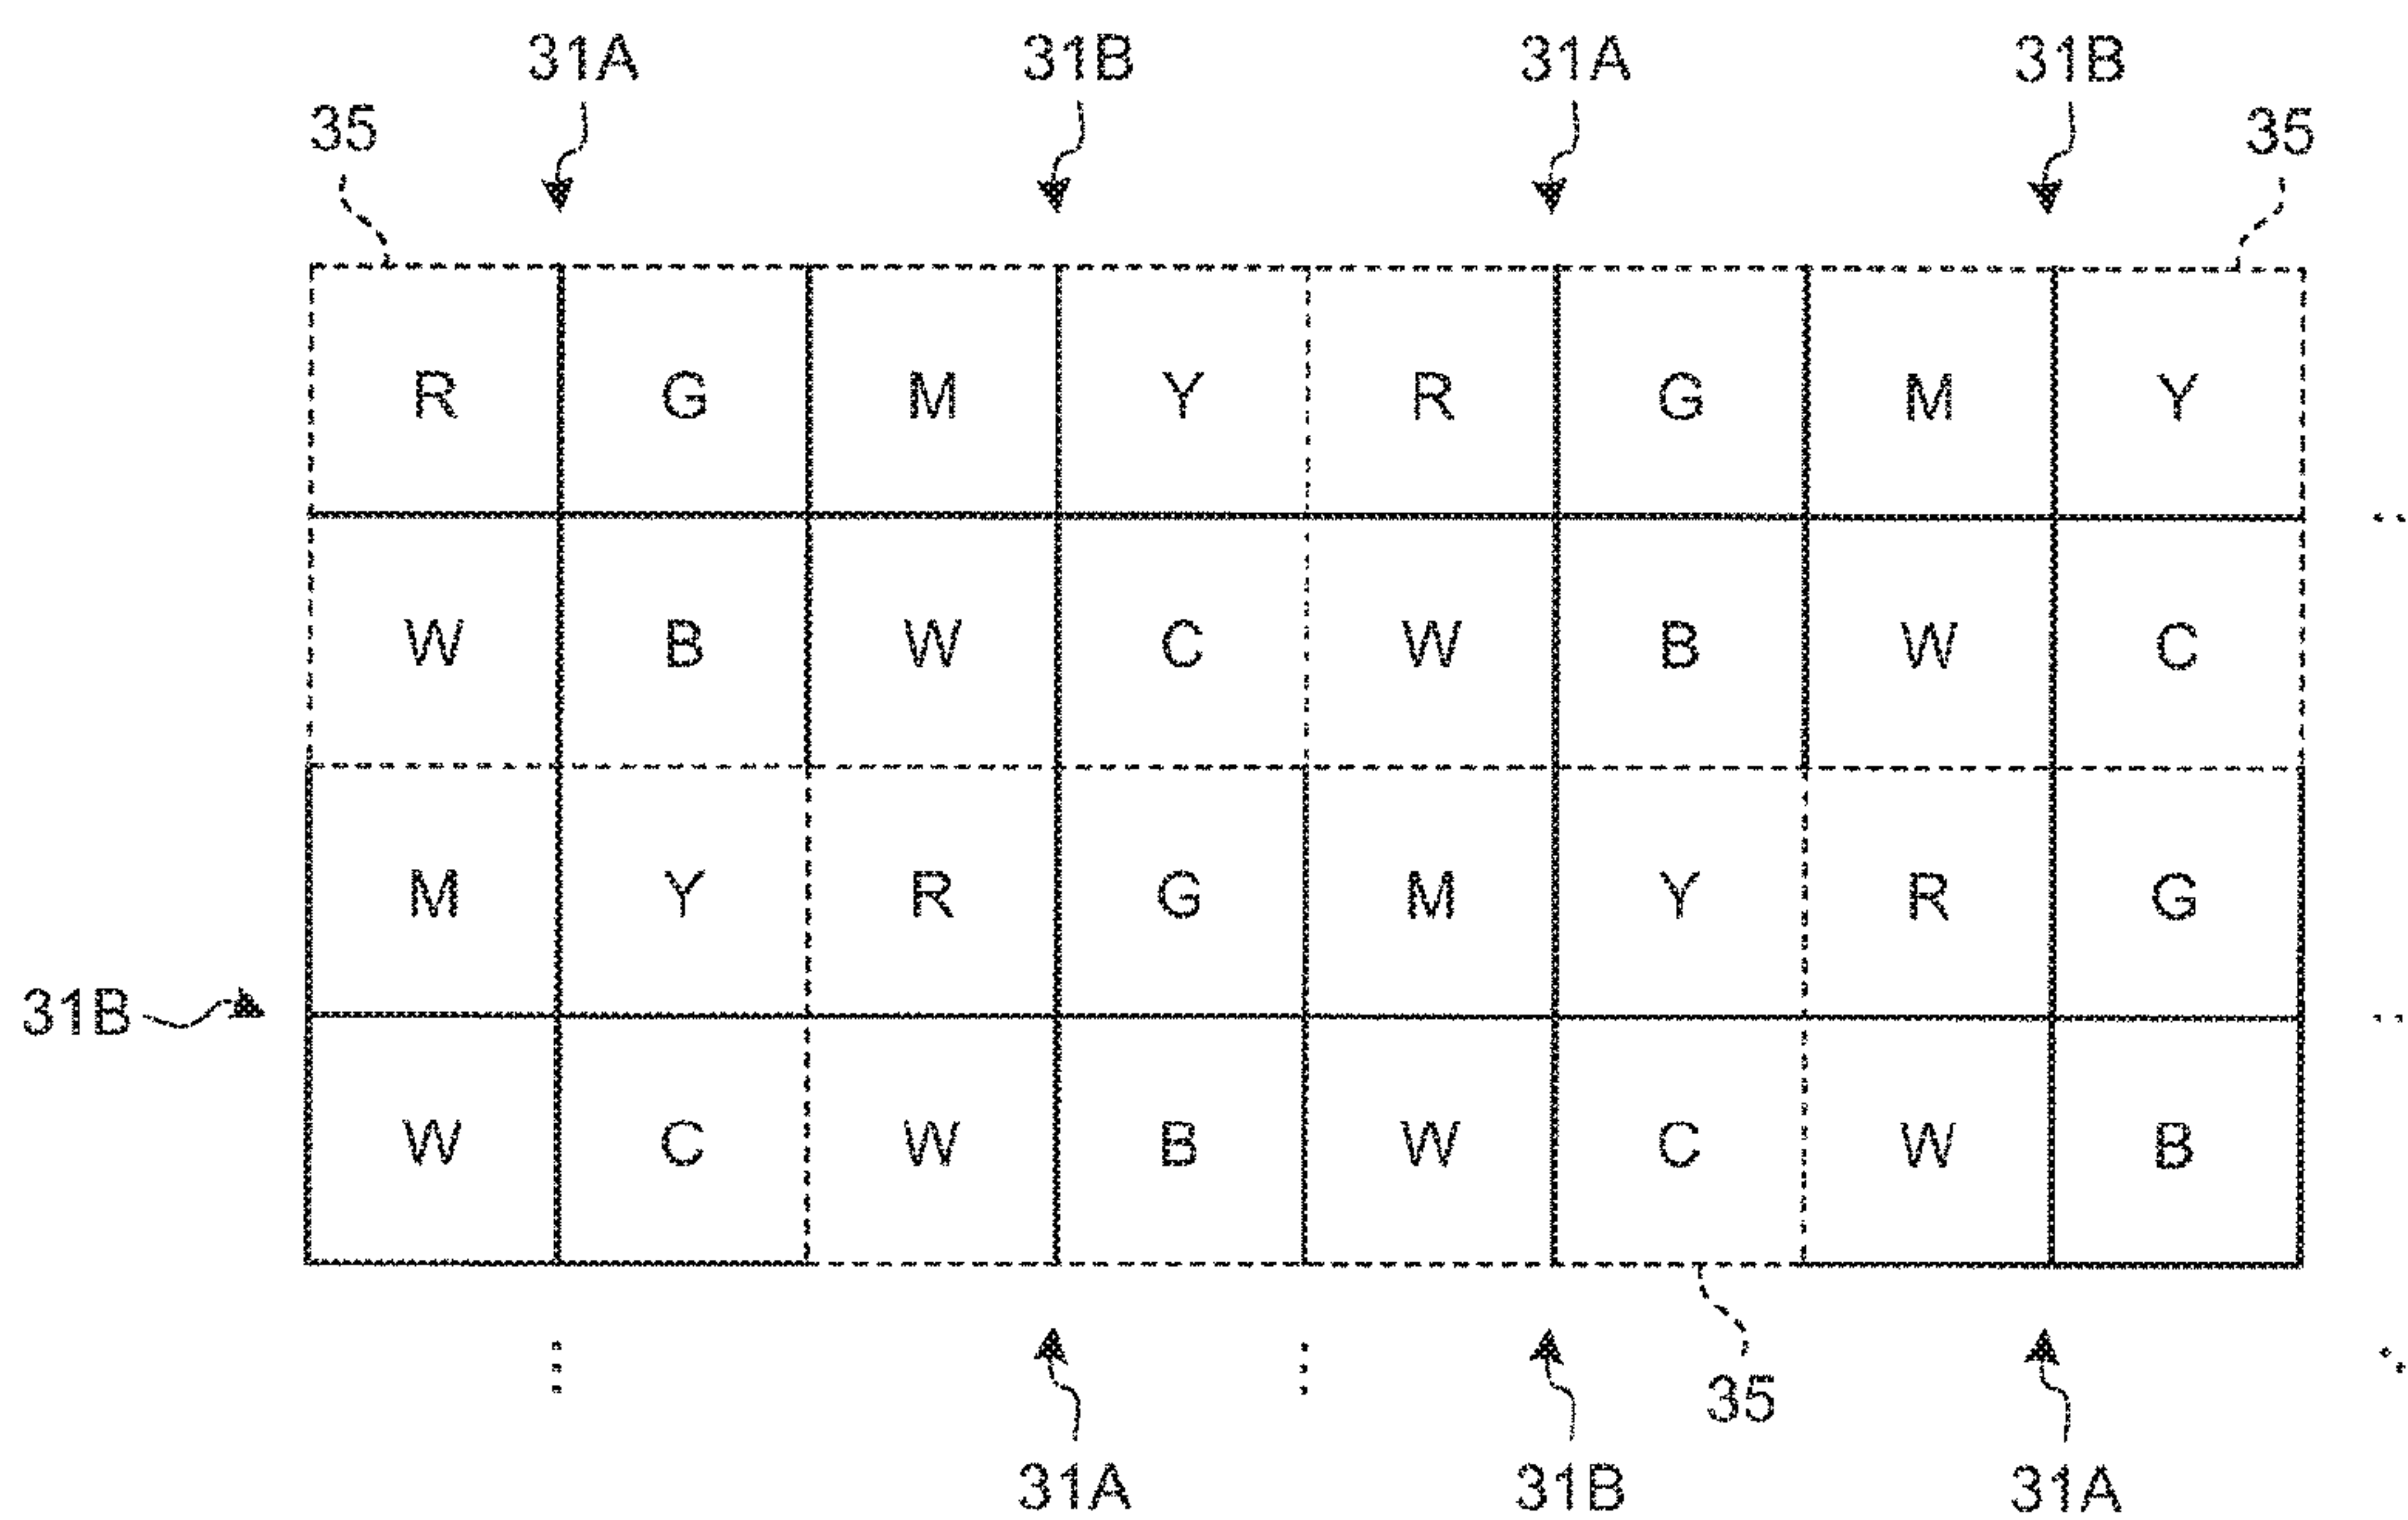 31A 31B 31A 31B
35 35
R G M Y R G M Y
W B W C W B W C
M Y R G M Y R G
31B
W C W B W C W B
35
31A 31B 31A